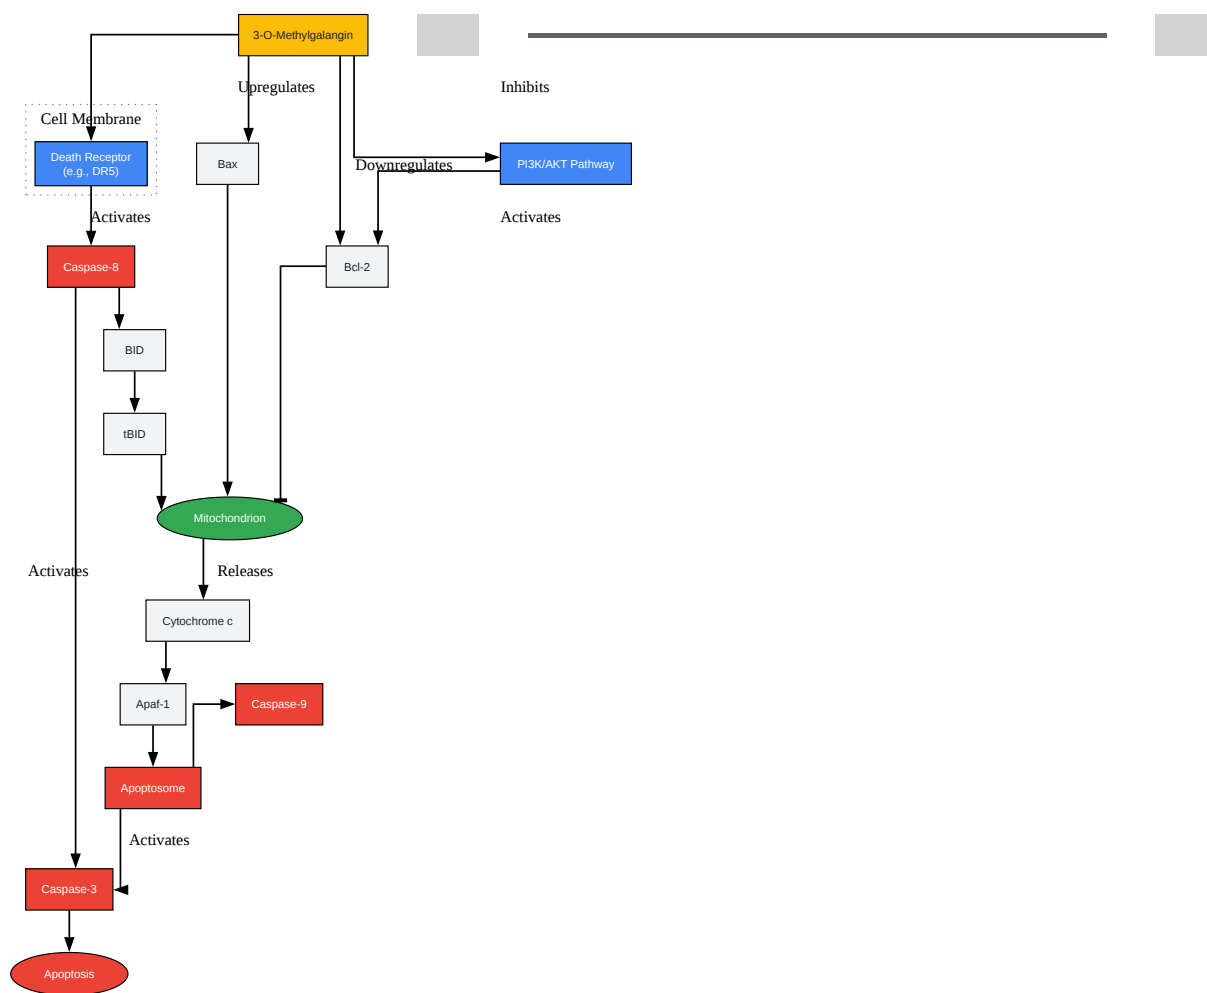 3-O-Methylgalangin
Upregulates
Inhibits
Cell Membrane
Death Receptor
(e.g., DR5)
Bax
Downregulates
PI3K/AKT Pathway
Activates
Activates
Caspase-8
Bcl-2
BID
tBID
Mitochondrion
Activates
Releases
Cytochrome c
Apaf-1
Caspase-9
Apoptosome
Activates
Caspase-3
Apoptosis